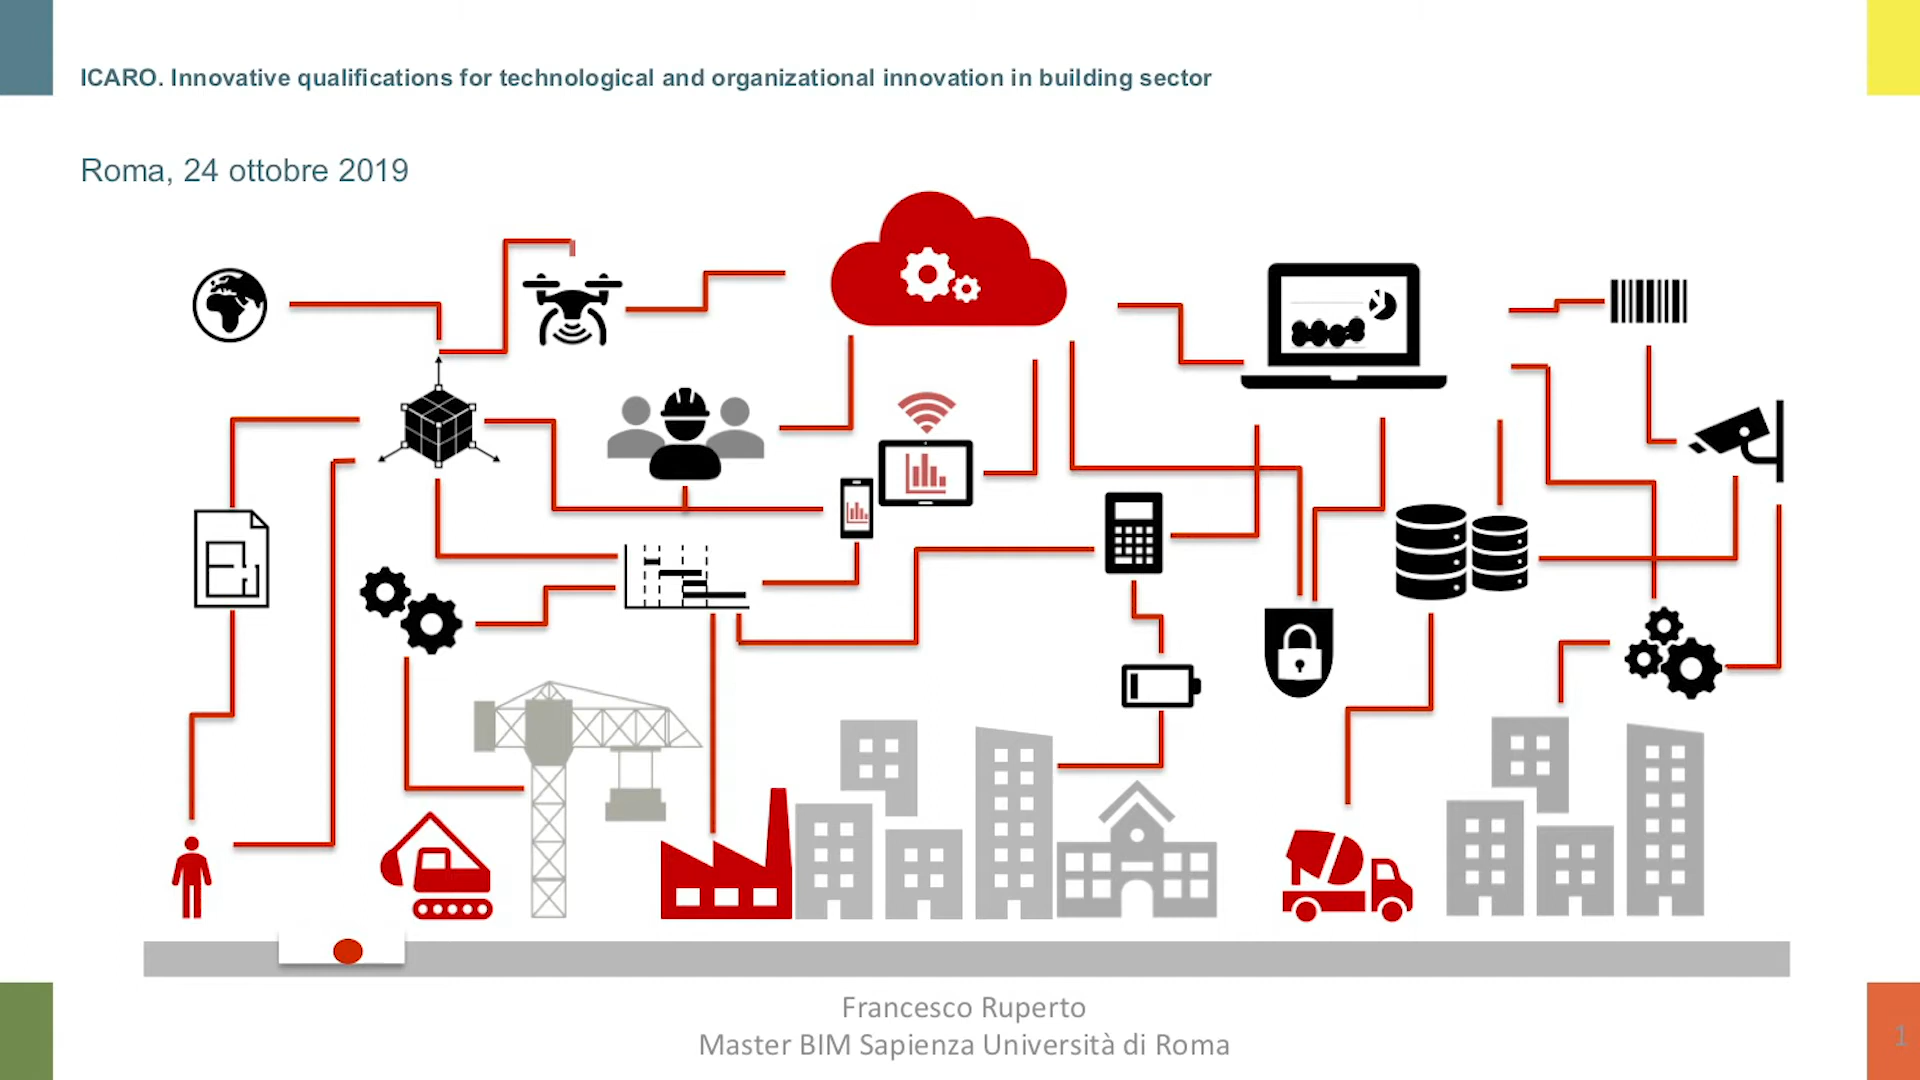 ICARO. Innovative qualifications for technological and organizational innovation in building sector
Roma, 24 ottobre 2019
Francesco Ruperto
Master BIM Sapienza Università di Roma
1